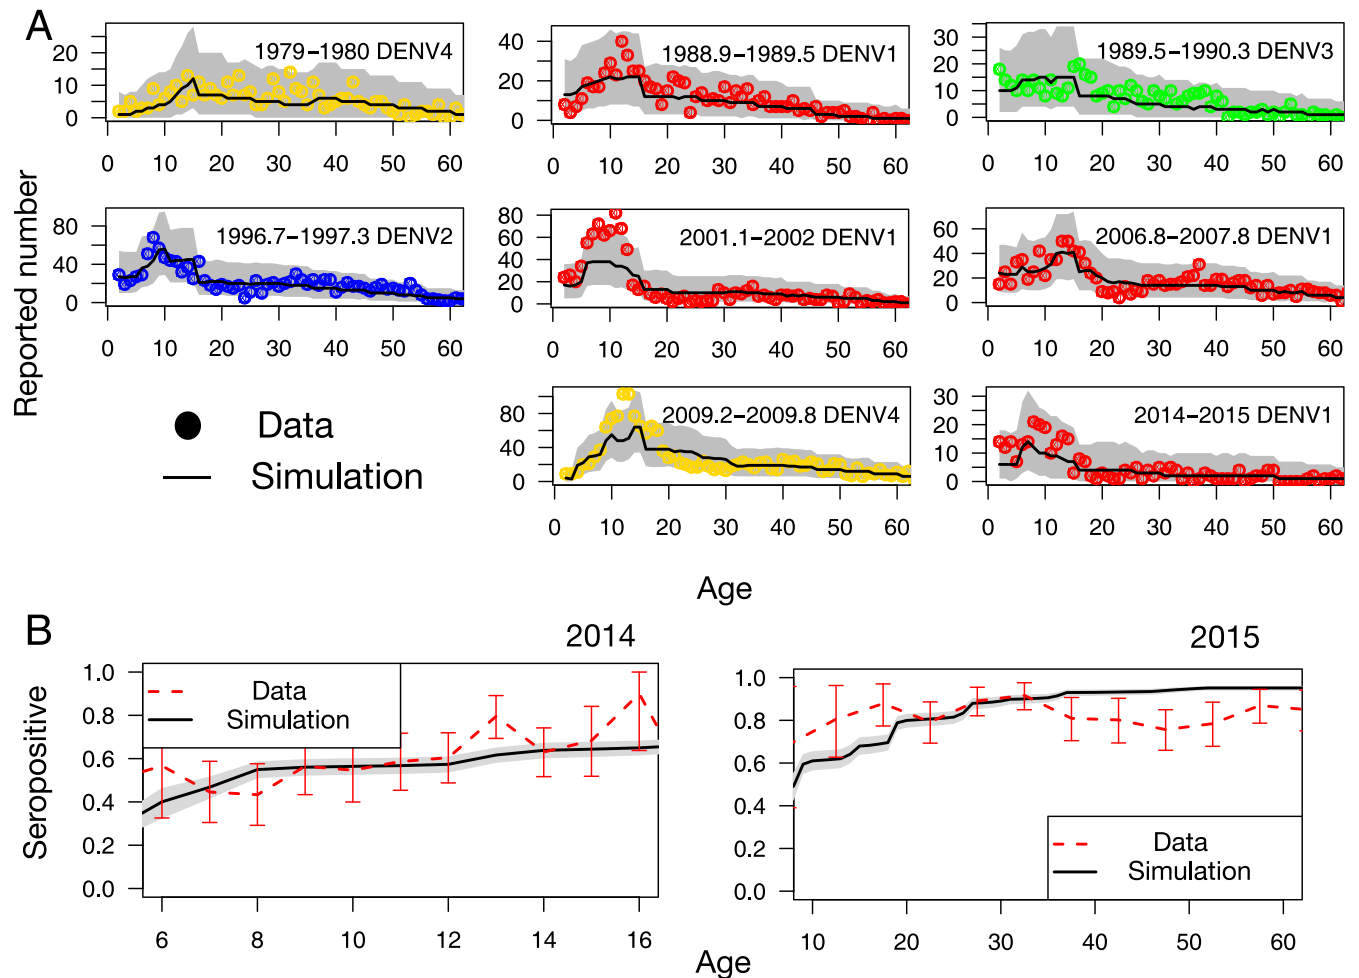 A
1979–1980 DENV4
0 10 20
0 10 20 30 40 50 60
1988.9–1989.5 DENV1
0 20 40
0 10 20 30 40 50 60
1989.5–1990.3 DENV3
0 10 20 30
0 10 20 30 40 50 60
Reported number
1996.7–1997.3 DENV2
0 40 80
0 10 20 30 40 50 60
2001.1–2002 DENV1
0 20 40 60 80
0 10 20 30 40 50 60
2006.8–2007.8 DENV1
0 20 40 60
0 10 20 30 40 50 60
Data
Simulation
2009.2–2009.8 DENV4
0 40 80
0 10 20 30 40 50 60
2014–2015 DENV1
0 10 20 30
0 10 20 30 40 50 60
Age
B
2014
Seropositive
0.0 0.2 0.4 0.6 0.8 1.0
Data
Simulation
6 8 10 12 14 16
2015
0.0 0.2 0.4 0.6 0.8 1.0
Data
Simulation
10 20 30 40 50 60
Age